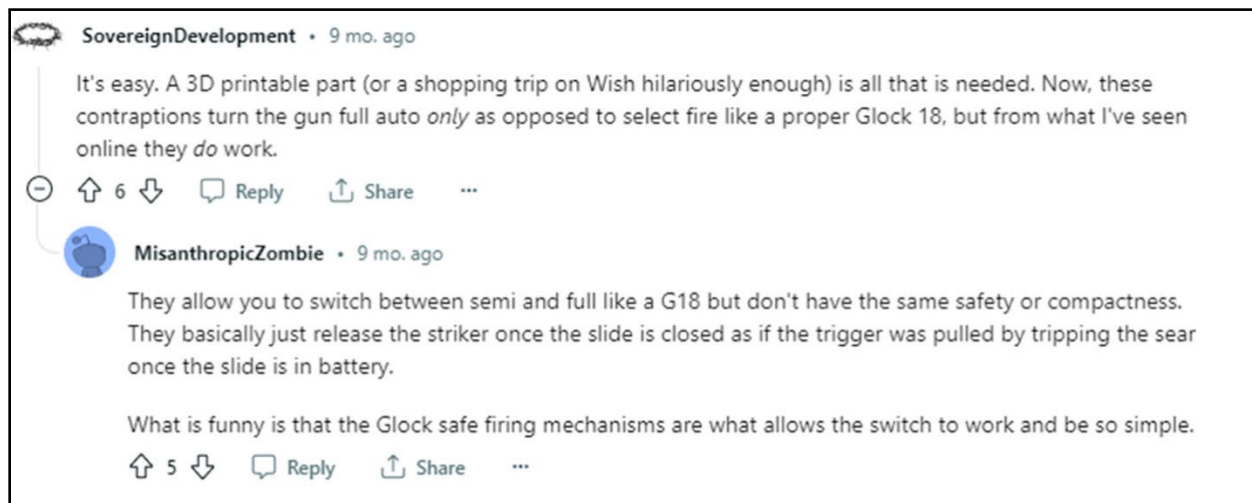 SovereignDevelopment • 9 mo. ago
It's easy. A 3D printable part (or a shopping trip on Wish hilariously enough) is all that is needed. Now, these
contraptions turn the gun full auto only as opposed to select fire like a proper Glock 18, but from what I've seen
online they do work.
6 Reply Share ···
MisanthropicZombie • 9 mo. ago
They allow you to switch between semi and full like a G18 but don't have the same safety or compactness.
They basically just release the striker once the slide is closed as if the trigger was pulled by tripping the sear
once the slide is in battery.
What is funny is that the Glock safe firing mechanisms are what allows the switch to work and be so simple.
5 Reply Share ···